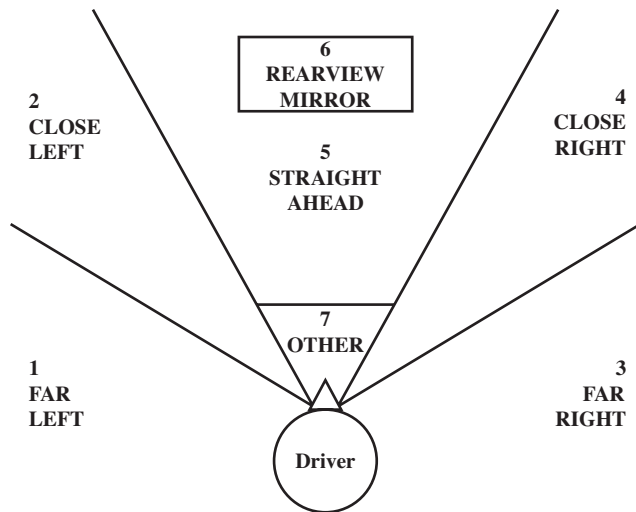 6
REARVIEW
MIRROR
2
CLOSE
LEFT
4
CLOSE
RIGHT
5
STRAIGHT
AHEAD
7
OTHER
1
FAR
LEFT
3
FAR
RIGHT
Driver